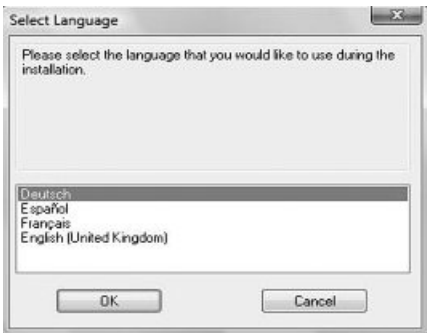 Select Language
Please select the language that you would like to use during the
installation.
Deutsch
Español
Français
English (United Kingdom)
OK
Cancel